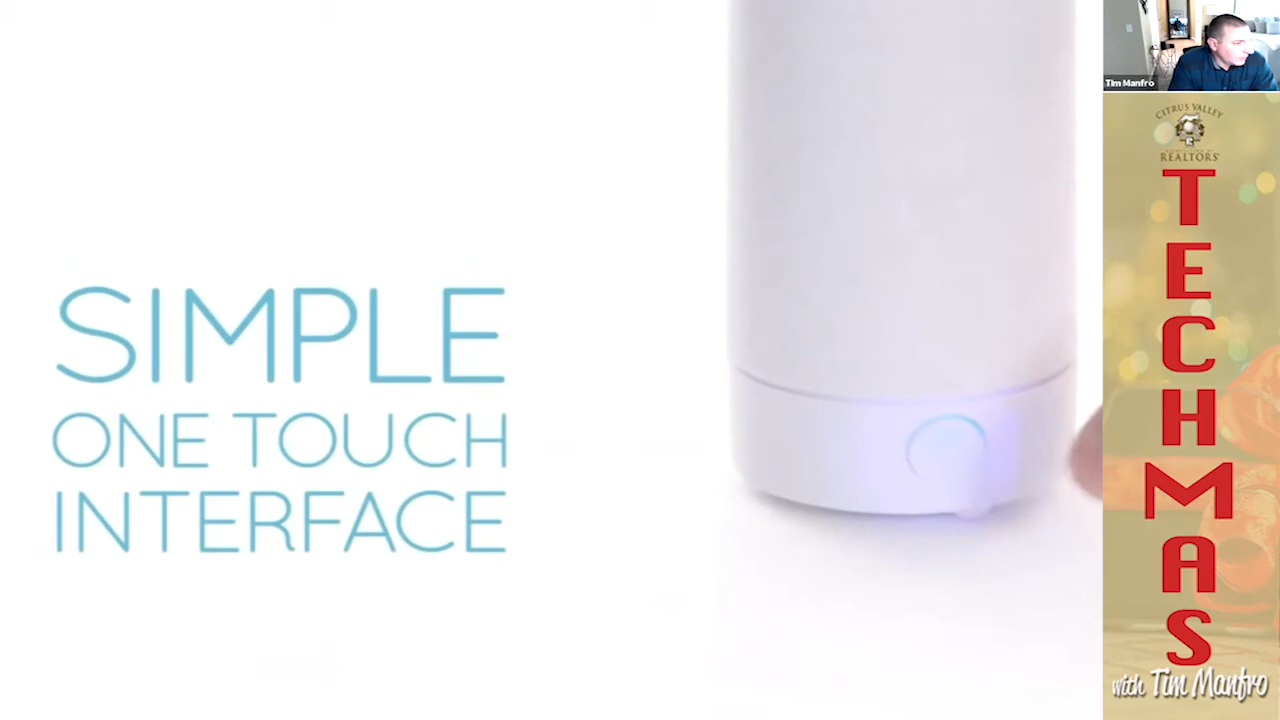 SIMPLE
ONE TOUCH
INTERFACE
Tim Manfro
CITRUS VALLEY
REALTORS
TECHMAS
with Tim Manfro